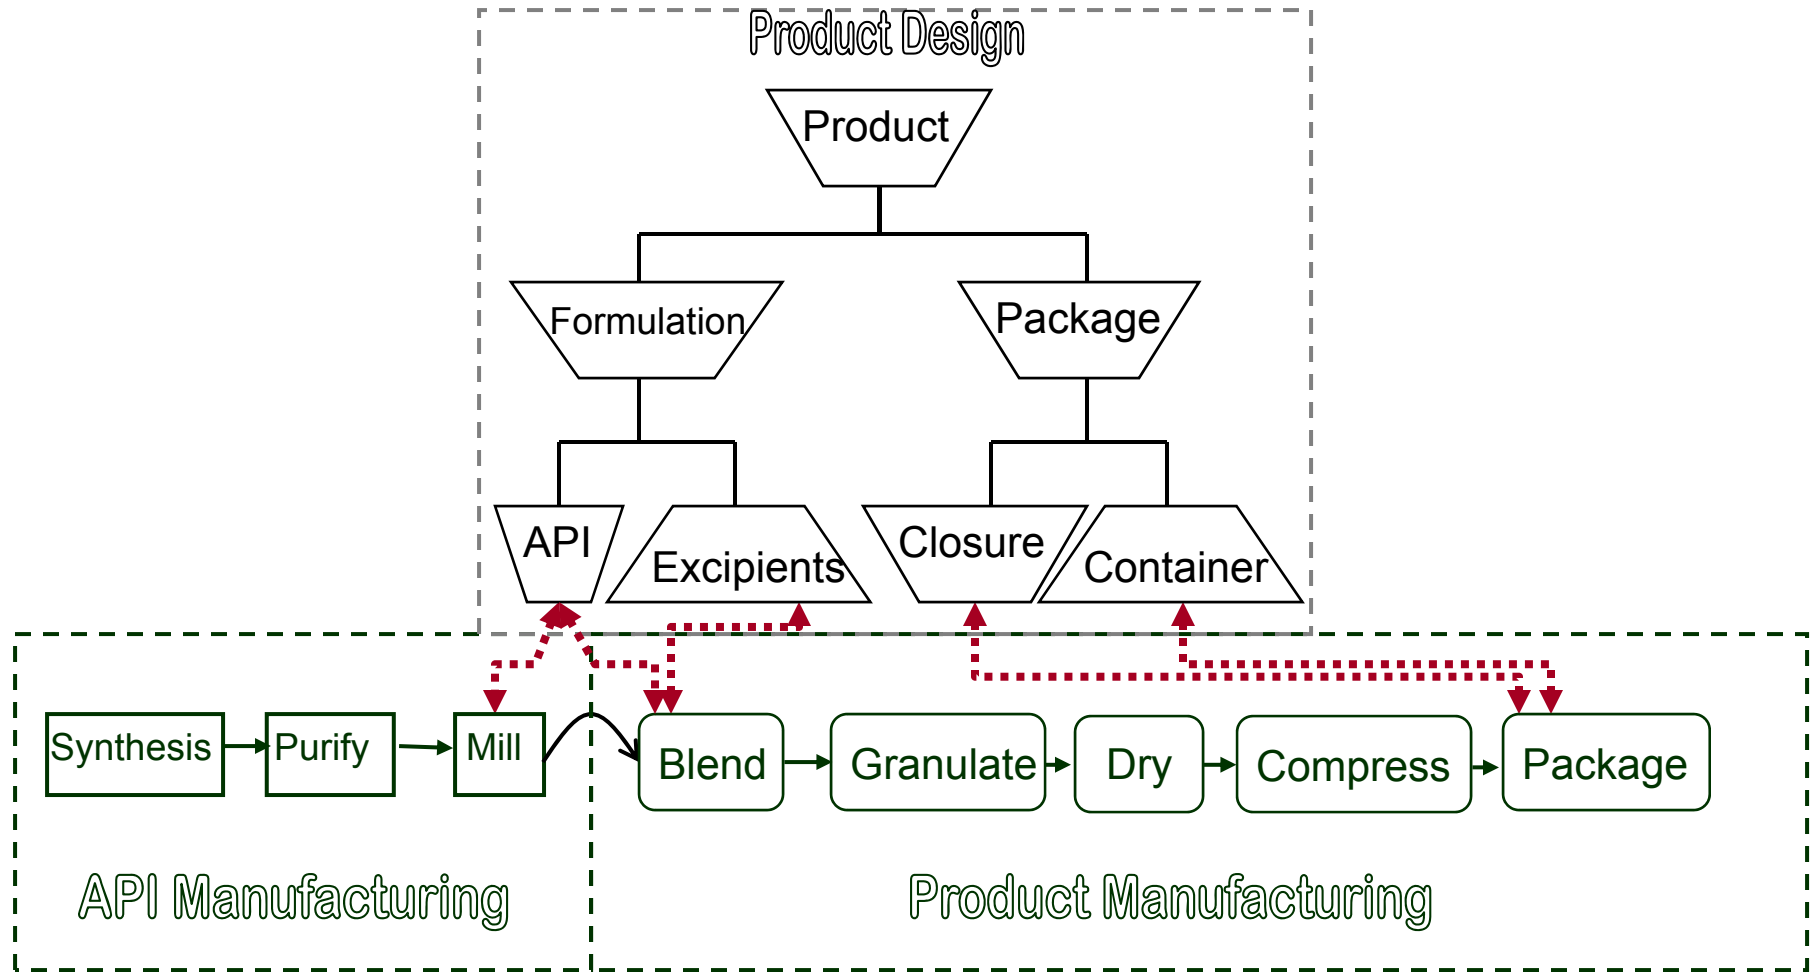 Product Design
Product
Formulation
Package
API
Excipients
Closure
Container
Synthesis
Purify
Mill
Blend
Granulate
Dry
Compress
Package
API Manufacturing
Product Manufacturing